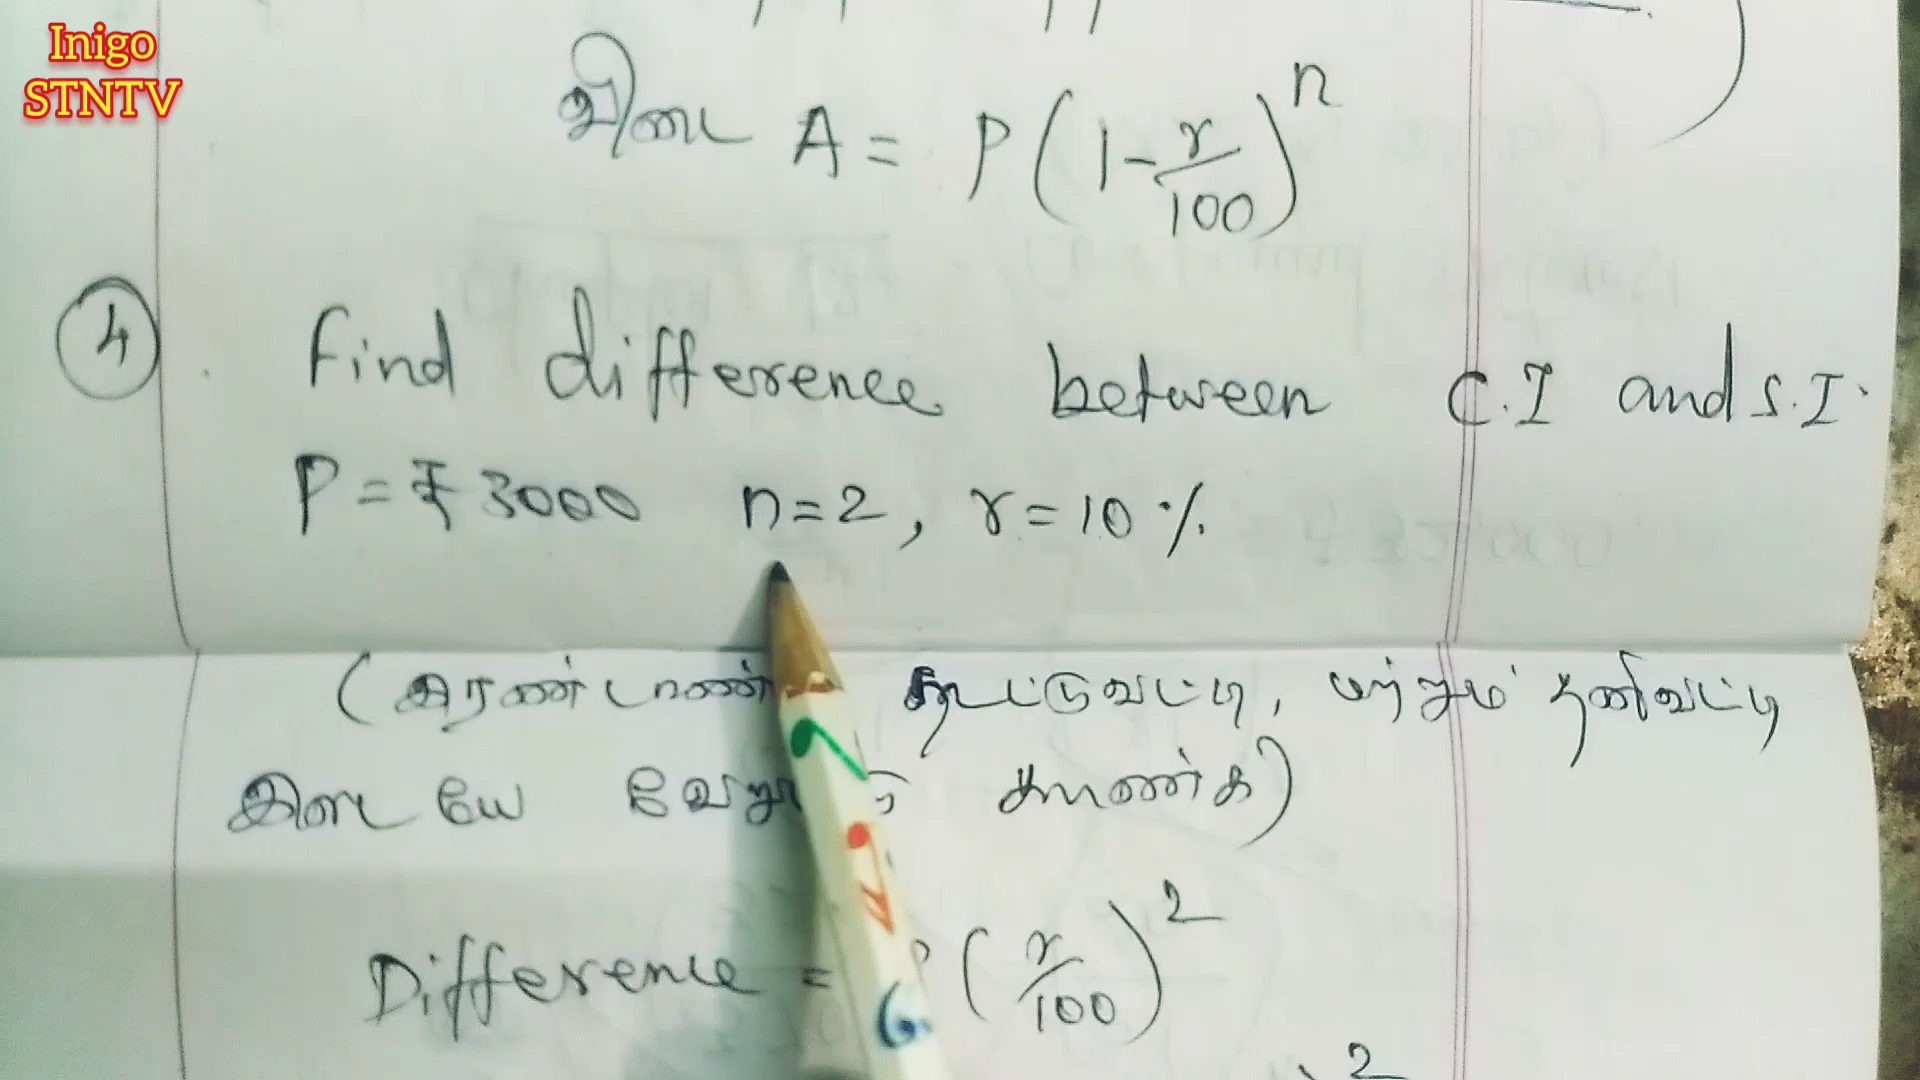 Inigo
STNTV
விடை A = P(1-r/100)^n
4. Find difference between C.I and S.I.
P = ₹ 3000 n=2, r=10%
(இரண்டாண் கூட்டுவட்டி, மற்றும் தனிவட்டி
இடையே காண்க)
Difference = P(r/100)^2
2